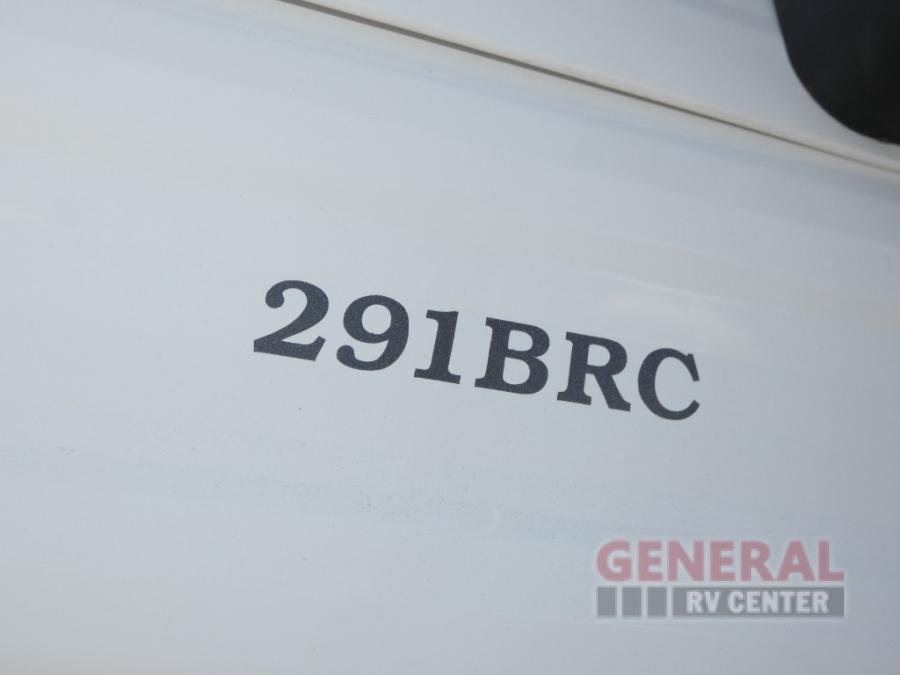 291BRC
GENERAL
RV CENTER